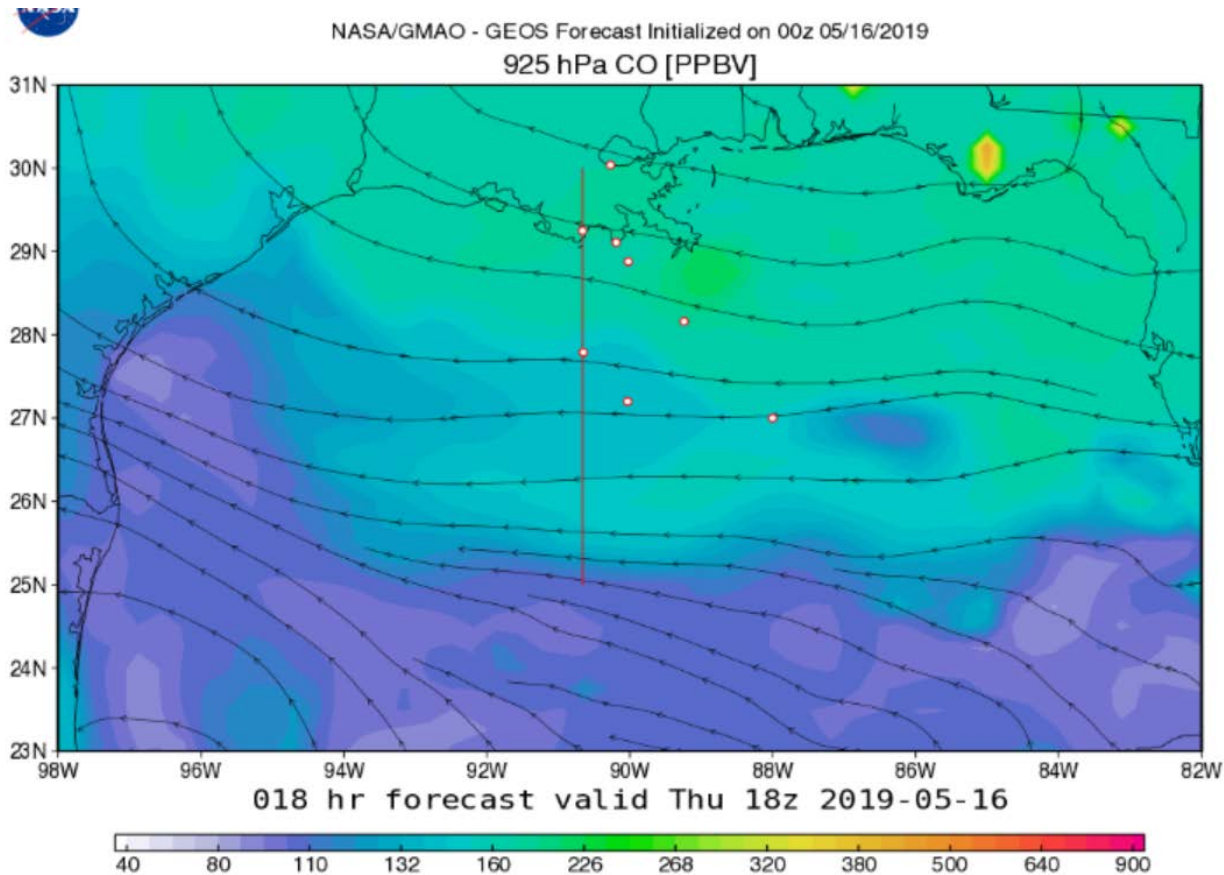 NASA/GMAO - GEOS Forecast Initialized on 00z 05/16/2019
925 hPa CO [PPBV]
31N
30N
29N
28N
27N
26N
25N
24N
23N
98W 96W 94W 92W 90W 88W 86W 84W 82W
018 hr forecast valid Thu 18z 2019-05-16
40 80 110 132 160 226 268 320 380 500 640 900